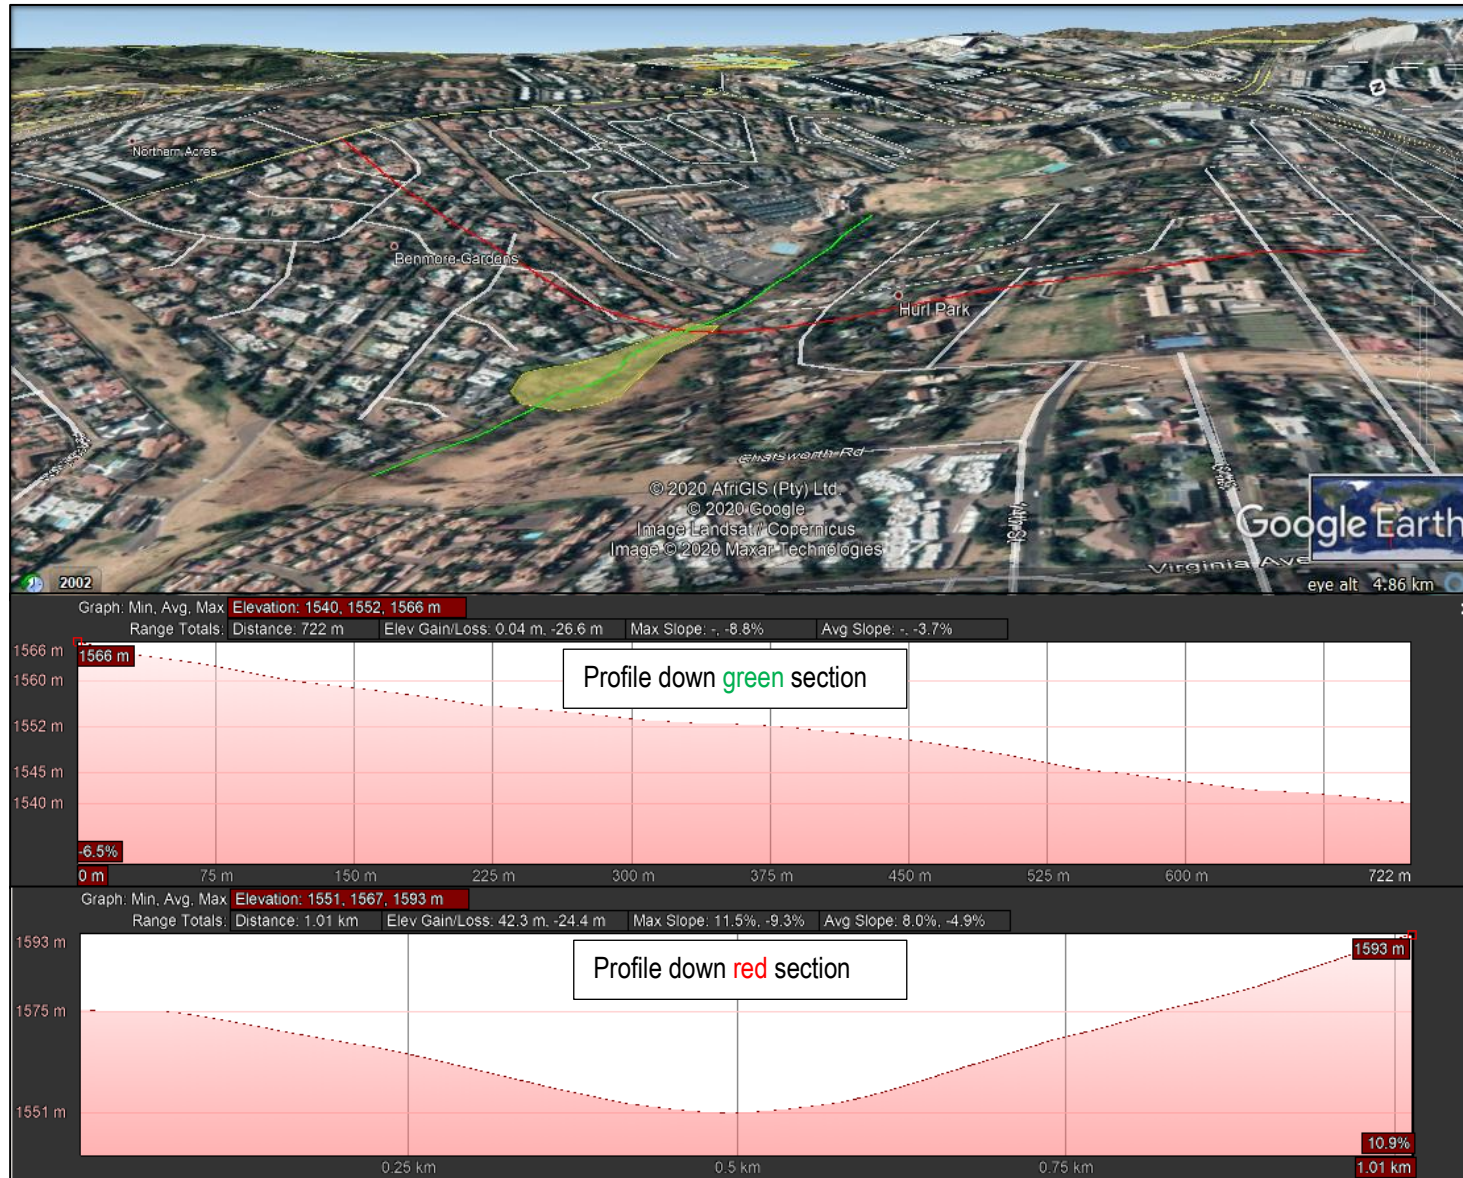 Northern Acres
Benmore-Gardens
Hurl Park
Chatsworth Rd
© 2020 AfriGIS (Pty) Ltd.
© 2020 Google
Image Landsat / Copernicus
Image © 2020 Maxar Technologies
Google Earth
Virginia Ave
2002
eye alt 4.86 km
Graph: Min, Avg, Max Elevation: 1540, 1552, 1566 m
Range Totals: Distance: 722 m Elev Gain/Loss: 0.04 m, -26.6 m Max Slope: -, -8.8% Avg Slope: -, -3.7%
1566 m
1566 m
Profile down green section
1560 m
1552 m
1545 m
1540 m
-6.5%
0 m 75 m 150 m 225 m 300 m 375 m 450 m 525 m 600 m 722 m
Graph: Min, Avg, Max Elevation: 1551, 1567, 1593 m
Range Totals: Distance: 1.01 km Elev Gain/Loss: 42.3 m, -24.4 m Max Slope: 11.5%, -9.3% Avg Slope: 8.0%, -4.9%
1593 m
1593 m
Profile down red section
1575 m
1551 m
10.9%
0.25 km 0.5 km 0.75 km 1.01 km